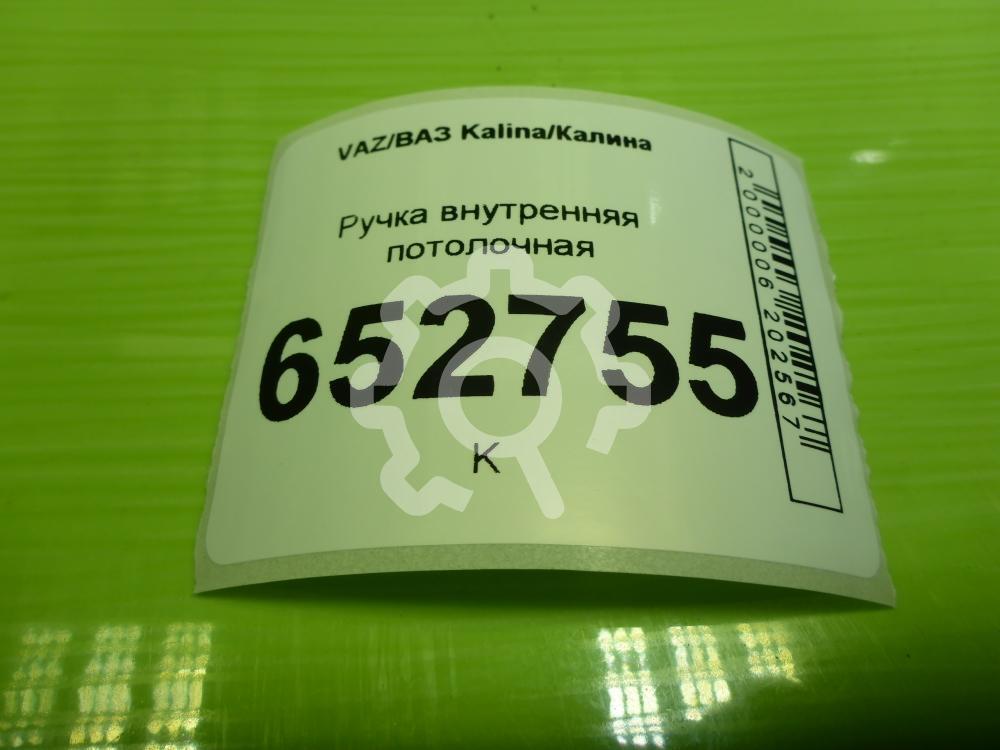 VAZ/ВАЗ Kalina/Калина
Ручка внутренняя
потолочная
652755
К
2000006202567